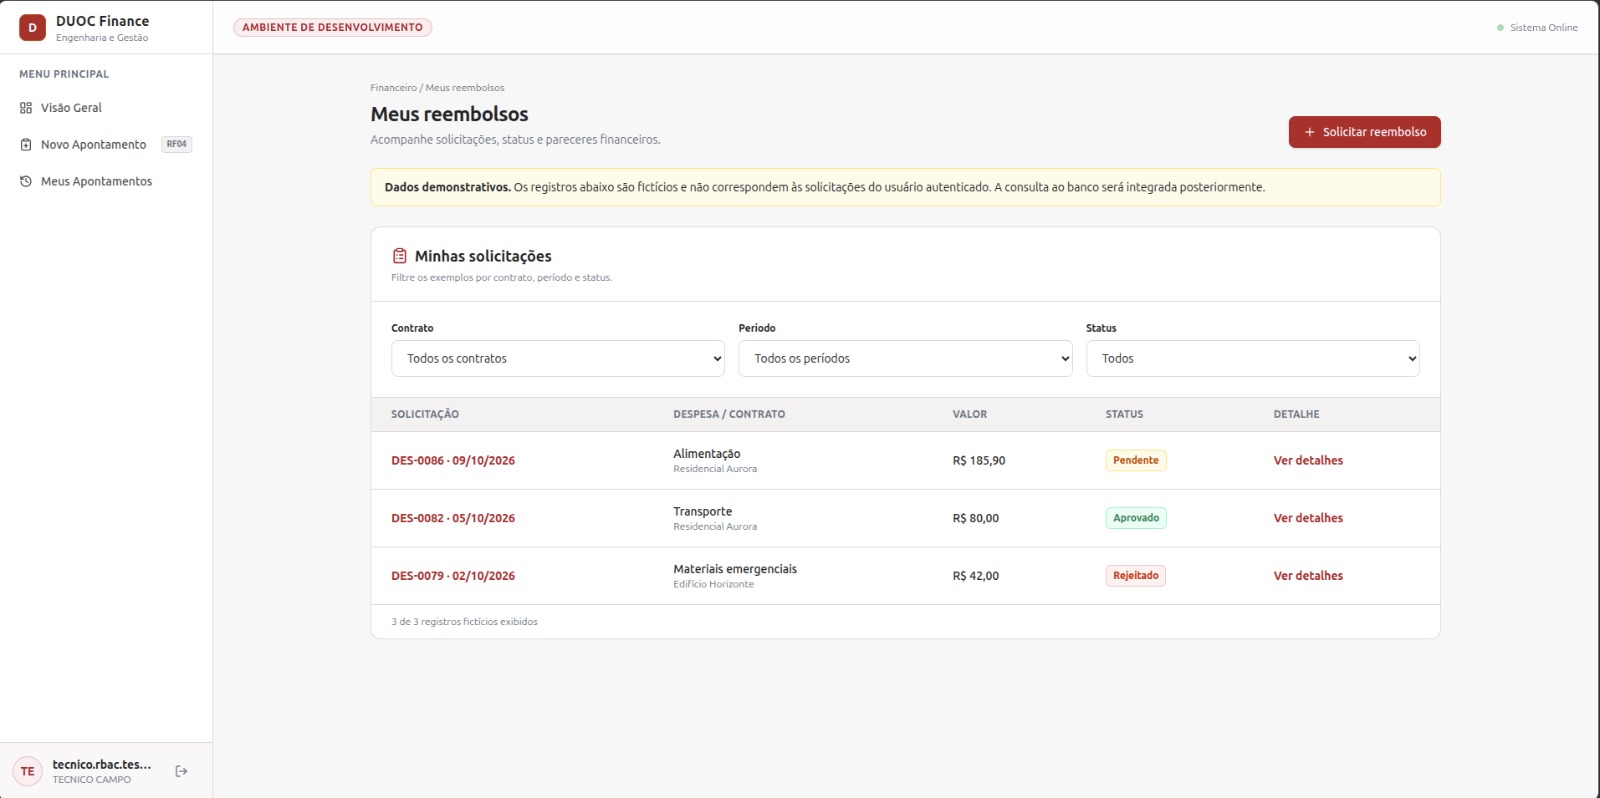 D
DUOC Finance
Engenharia e Gestão
AMBIENTE DE DESENVOLVIMENTO
Sistema Online
MENU PRINCIPAL
Visão Geral
Novo Apontamento RF04
Meus Apontamentos
Financeiro / Meus reembolsos
Meus reembolsos
Acompanhe solicitações, status e pareceres financeiros.
+ Solicitar reembolso
Dados demonstrativos. Os registros abaixo são fictícios e não correspondem às solicitações do usuário autenticado. A consulta ao banco será integrada posteriormente.
Minhas solicitações
Filtre os exemplos por contrato, período e status.
Contrato Período Status
Todos os contratos Todos os períodos Todos
SOLICITAÇÃO DESPESA / CONTRATO VALOR STATUS DETALHE
DES-0086 · 09/10/2026 Alimentação R$ 185,90 Pendente Ver detalhes
Residencial Aurora
DES-0082 · 05/10/2026 Transporte R$ 80,00 Aprovado Ver detalhes
Residencial Aurora
DES-0079 · 02/10/2026 Materiais emergenciais R$ 42,00 Rejeitado Ver detalhes
Edifício Horizonte
3 de 3 registros fictícios exibidos
TE
tecnico.rbac.tes...
TECNICO CAMPO